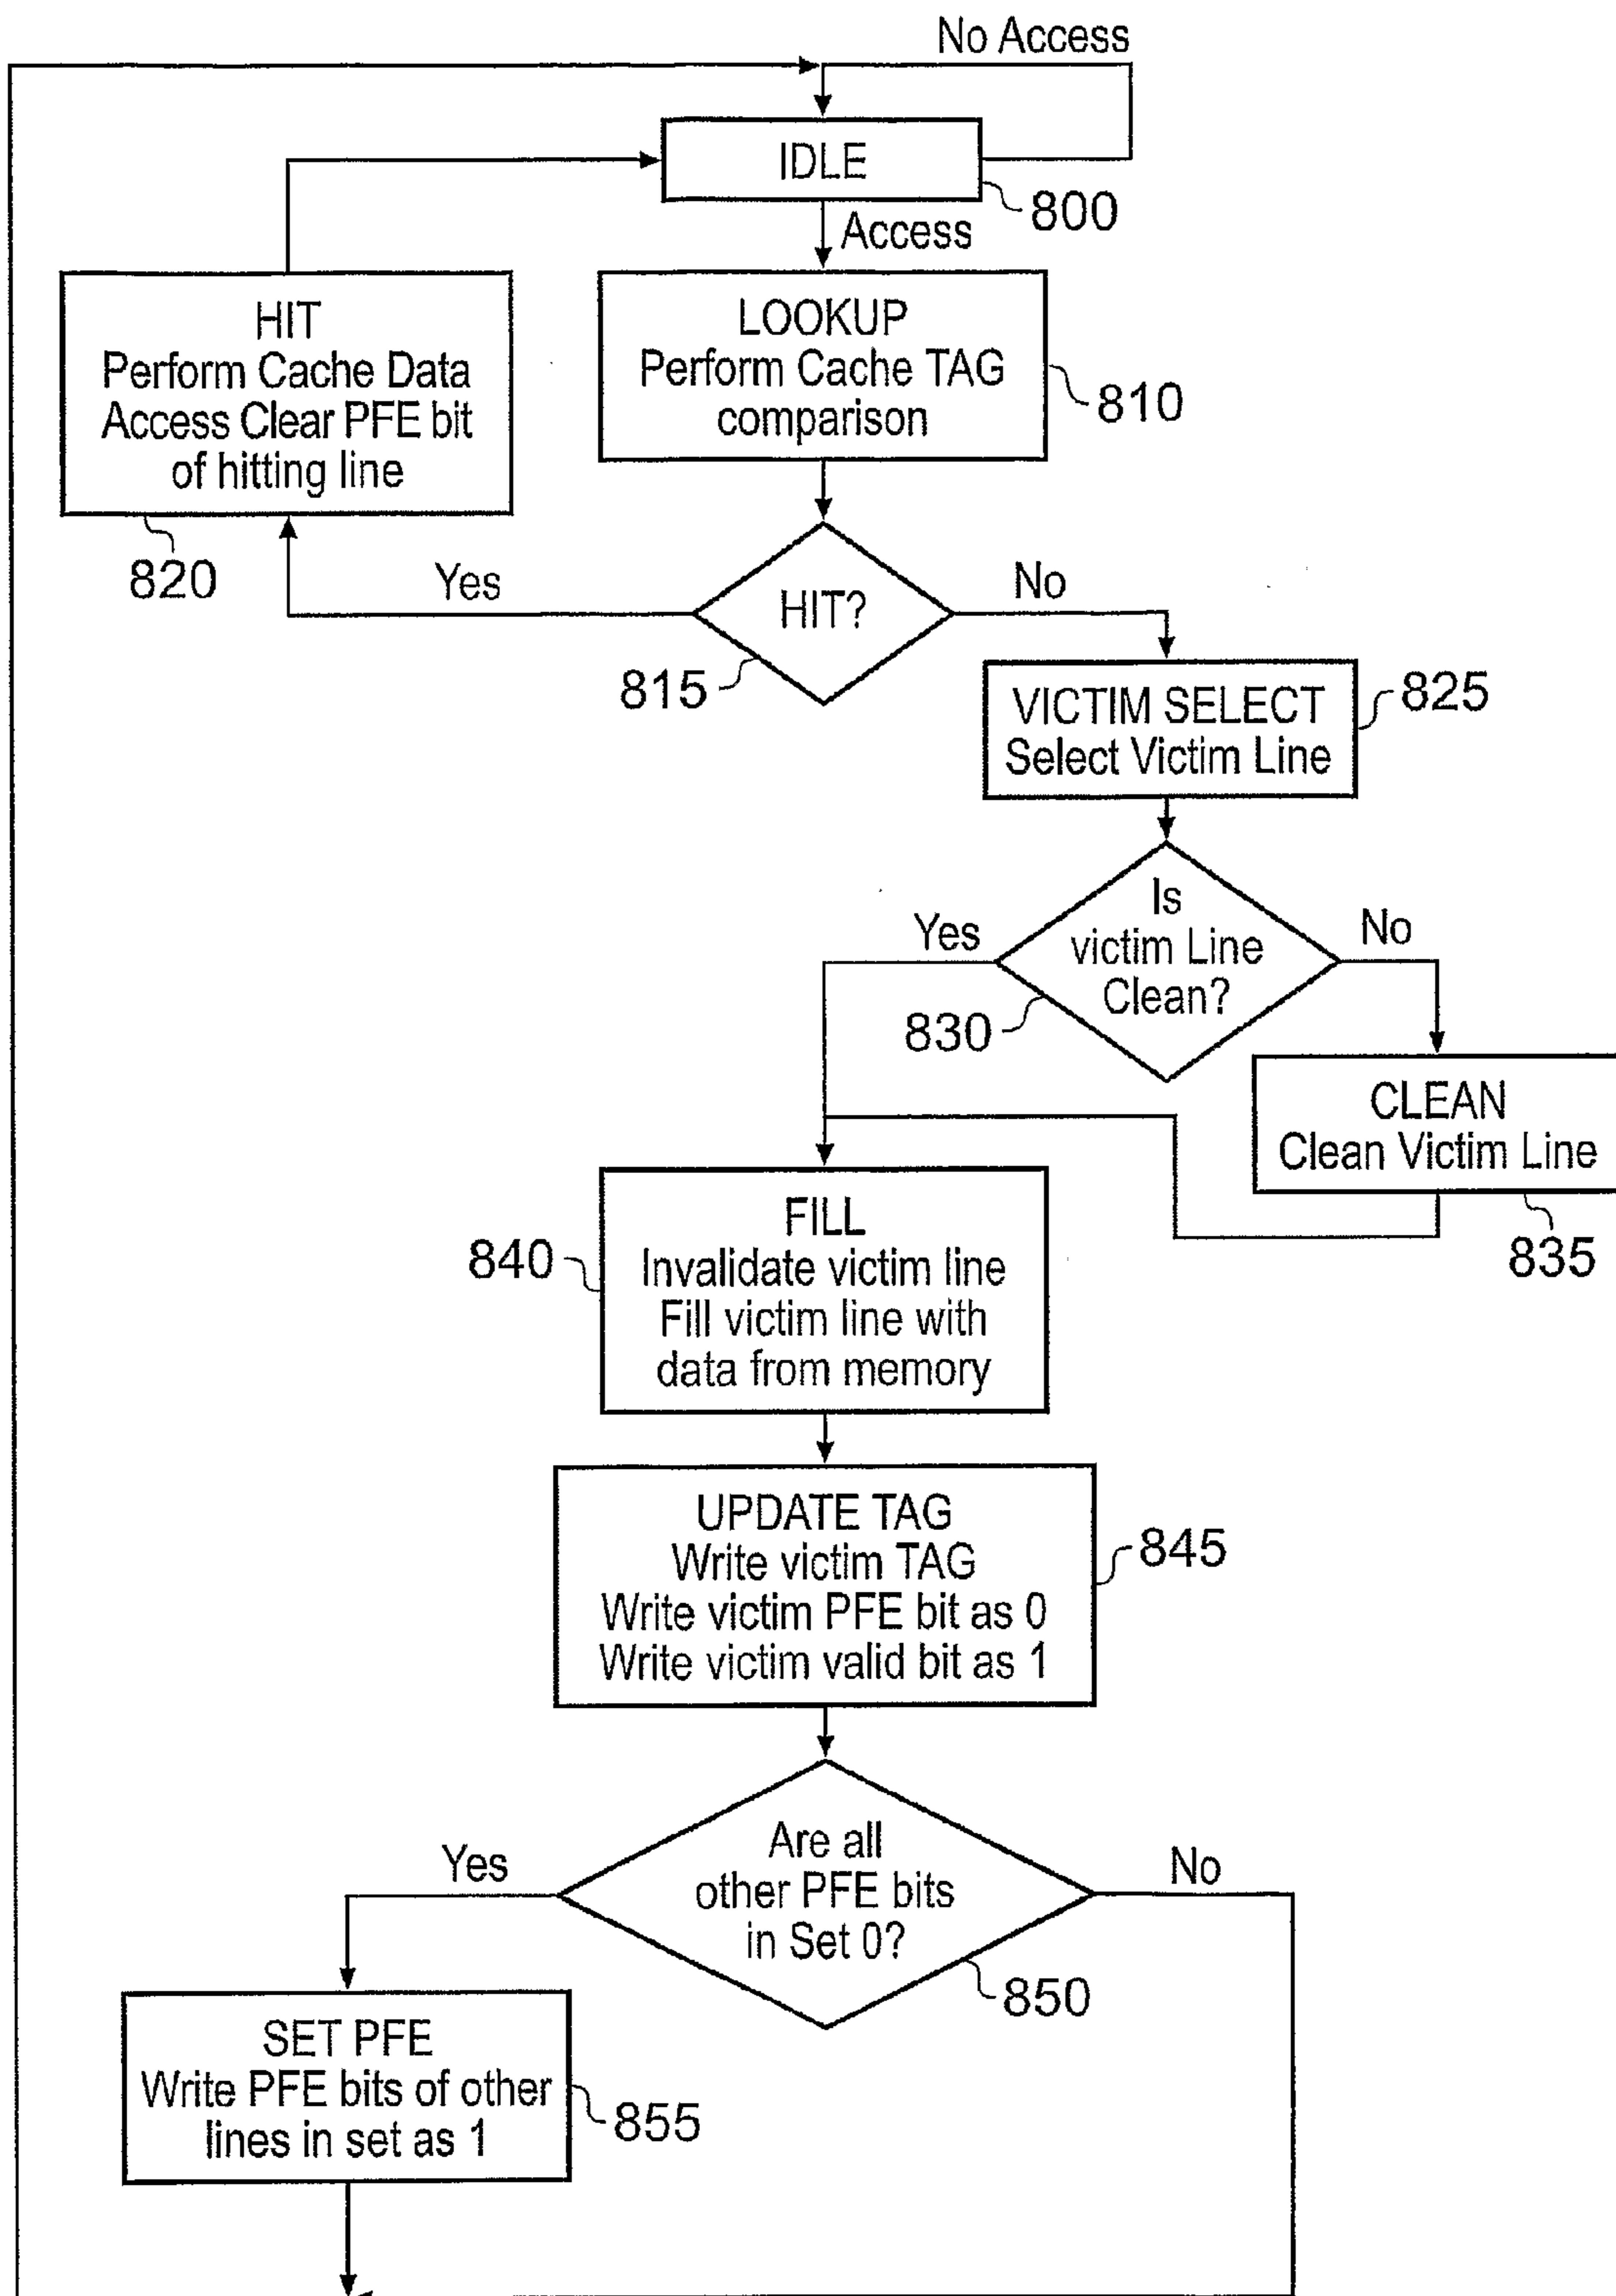 No Access
IDLE
800
Access
HIT
Perform Cache Data
Access Clear PFE bit
of hitting line
820
LOOKUP
Perform Cache TAG
comparison
810
Yes
HIT?
No
815
VICTIM SELECT
Select Victim Line
825
Yes
Is
victim Line
Clean?
No
830
CLEAN
Clean Victim Line
835
FILL
Invalidate victim line
Fill victim line with
data from memory
840
UPDATE TAG
Write victim TAG
Write victim PFE bit as 0
Write victim valid bit as 1
845
Yes
Are all
other PFE bits
in Set 0?
No
850
SET PFE
Write PFE bits of other
lines in set as 1
855